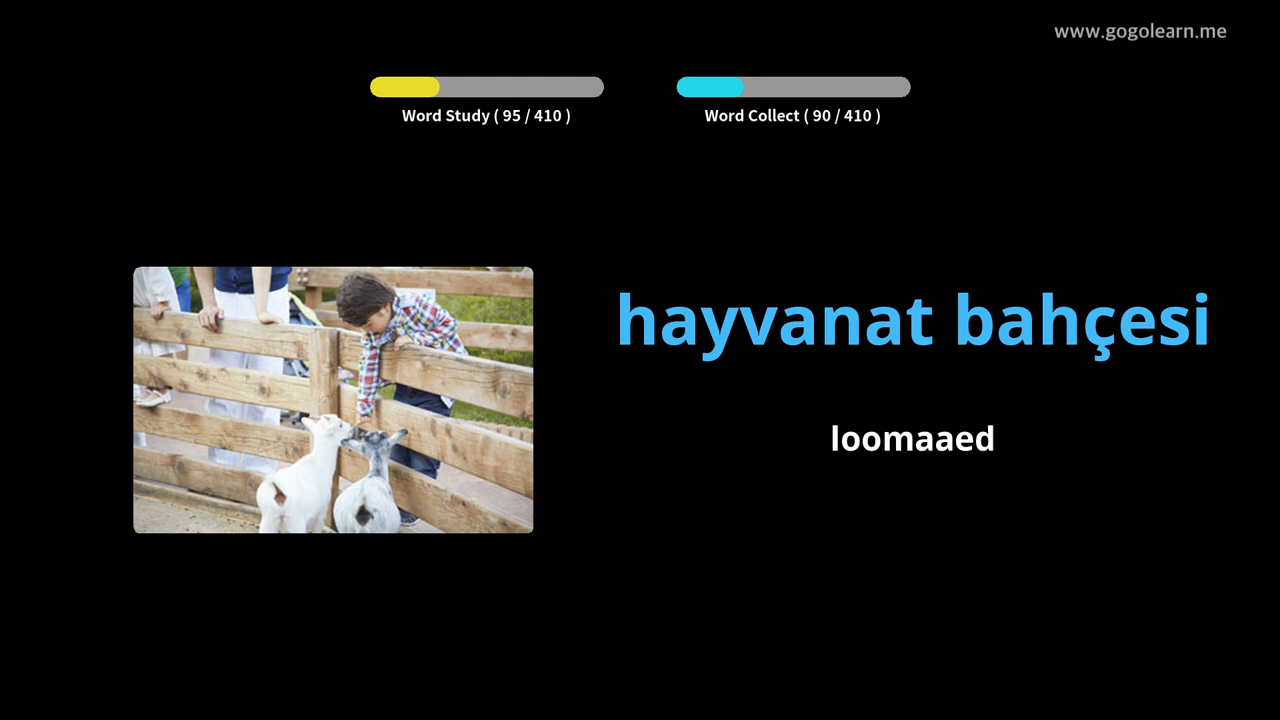 www.gogolearn.me
Word Study ( 95 / 410 )
Word Collect ( 90 / 410 )
hayvanat bahçesi
loomaaed